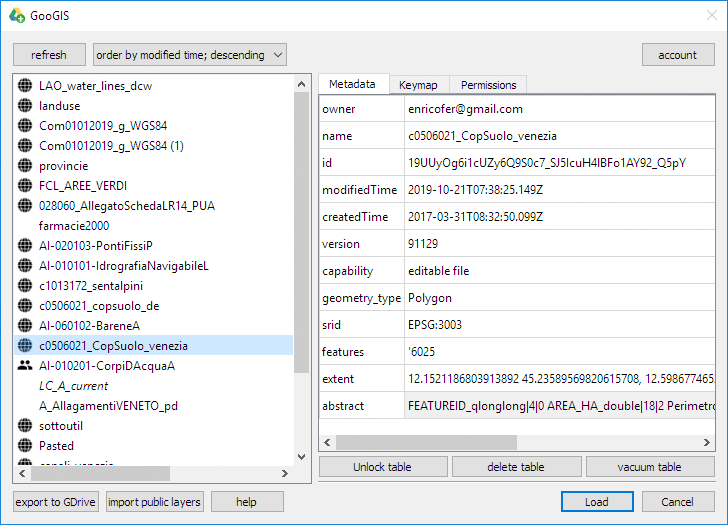 GooGIS
refresh
order by modified time; descending
account
LAO_water_lines_dcw
landuse
Com01012019_g_WGS84
Com01012019_g_WGS84 (1)
provincie
FCL_AREE_VERDI
028060_AllegatoSchedaLR14_PUA
farmacie2000
AI-020103-PontiFissiP
AI-010101-IdrografiaNavigabileL
c1013172_sentalpini
c0506021_copsuolo_de
AI-060102-BareneA
c0506021_CopSuolo_venezia
AI-010201-CorpiDAcquaA
LC_A_current
A_AllagamentiVENETO_pd
sottoutil
Pasted
Metadata Keymap Permissions
owner enricofer@gmail.com
name c0506021_CopSuolo_venezia
id 19UUyOg6i1cUZy6Q9S0c7_SJ5IcuH4IBFo1AY92_Q5pY
modifiedTime 2019-10-21T07:38:25.149Z
createdTime 2017-03-31T08:32:50.099Z
version 91129
capability editable file
geometry_type Polygon
srid EPSG:3003
features '6025
extent 12.1521186803913892 45.23589569820615708, 12.598677465
abstract FEATUREID_qlonglong|4|0 AREA_HA_double|18|2 Perimetro
Unlock table delete table vacuum table
export to GDrive import public layers help Load Cancel